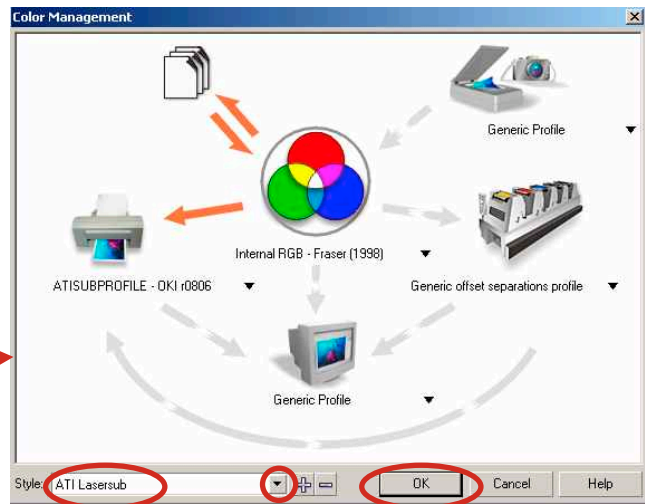 Color Management
Generic Profile
Internal RGB - Fraser (1998)
ATISUBPROFILE - OKI r0806
Generic offset separations profile
Generic Profile
Style: ATI Lasersub
OK
Cancel
Help